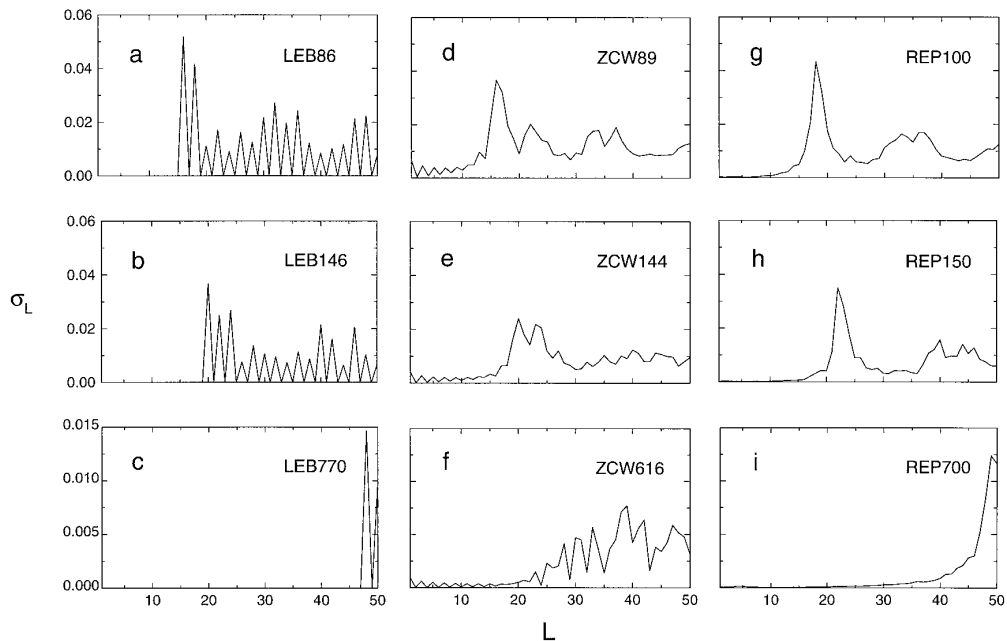 a LEB86
d ZCW89
g REP100
0.06
0.04
0.02
0.00
b LEB146
e ZCW144
h REP150
0.06
0.04
0.02
0.00
σL
c LEB770
f ZCW616
i REP700
0.015
0.010
0.005
0.000
10 20 30 40 50
10 20 30 40 50
10 20 30 40 50
L